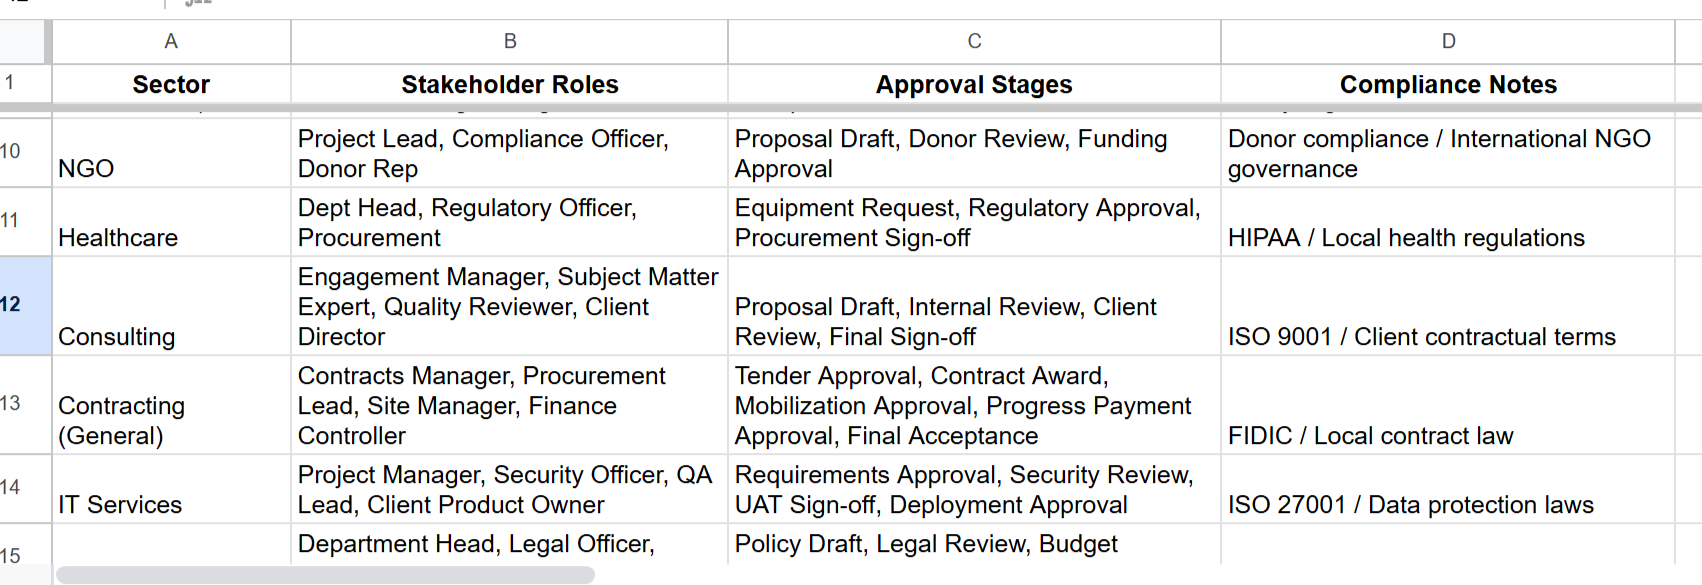 A B C D
1 Sector Stakeholder Roles Approval Stages Compliance Notes
10 NGO
Project Lead, Compliance Officer,
Donor Rep
Proposal Draft, Donor Review, Funding
Approval
Donor compliance / International NGO
governance
11 Healthcare
Dept Head, Regulatory Officer,
Procurement
Equipment Request, Regulatory Approval,
Procurement Sign-off
HIPAA / Local health regulations
12 Consulting
Engagement Manager, Subject Matter
Expert, Quality Reviewer, Client
Director
Proposal Draft, Internal Review, Client
Review, Final Sign-off
ISO 9001 / Client contractual terms
13 Contracting
(General)
Contracts Manager, Procurement
Lead, Site Manager, Finance
Controller
Tender Approval, Contract Award,
Mobilization Approval, Progress Payment
Approval, Final Acceptance
FIDIC / Local contract law
14 IT Services
Project Manager, Security Officer, QA
Lead, Client Product Owner
Requirements Approval, Security Review,
UAT Sign-off, Deployment Approval
ISO 27001 / Data protection laws
15
Department Head, Legal Officer,
Policy Draft, Legal Review, Budget